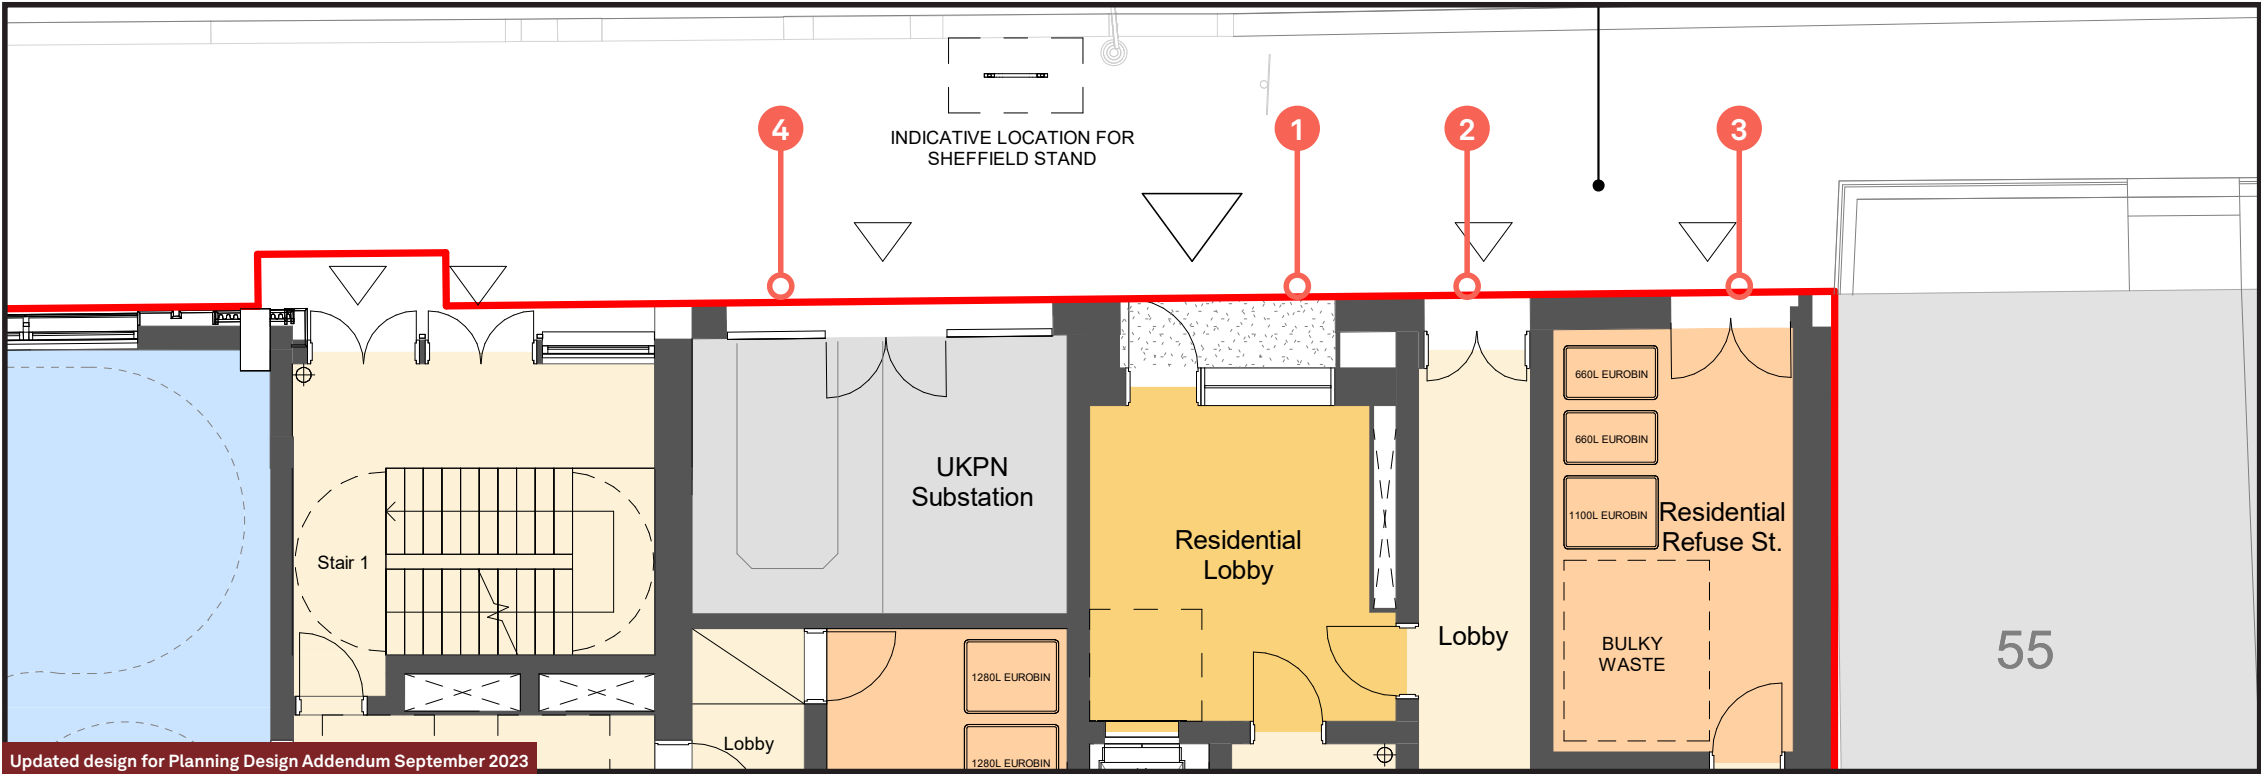 INDICATIVE LOCATION FOR
SHEFFIELD STAND
4
1
2
3
UKPN
Substation
Stair 1
Residential
Lobby
Lobby
660L EUROBIN
660L EUROBIN
1100L EUROBIN
Residential
Refuse St.
BULKY
WASTE
55
1280L EUROBIN
1280L EUROBIN
Lobby
Updated design for Planning Design Addendum September 2023